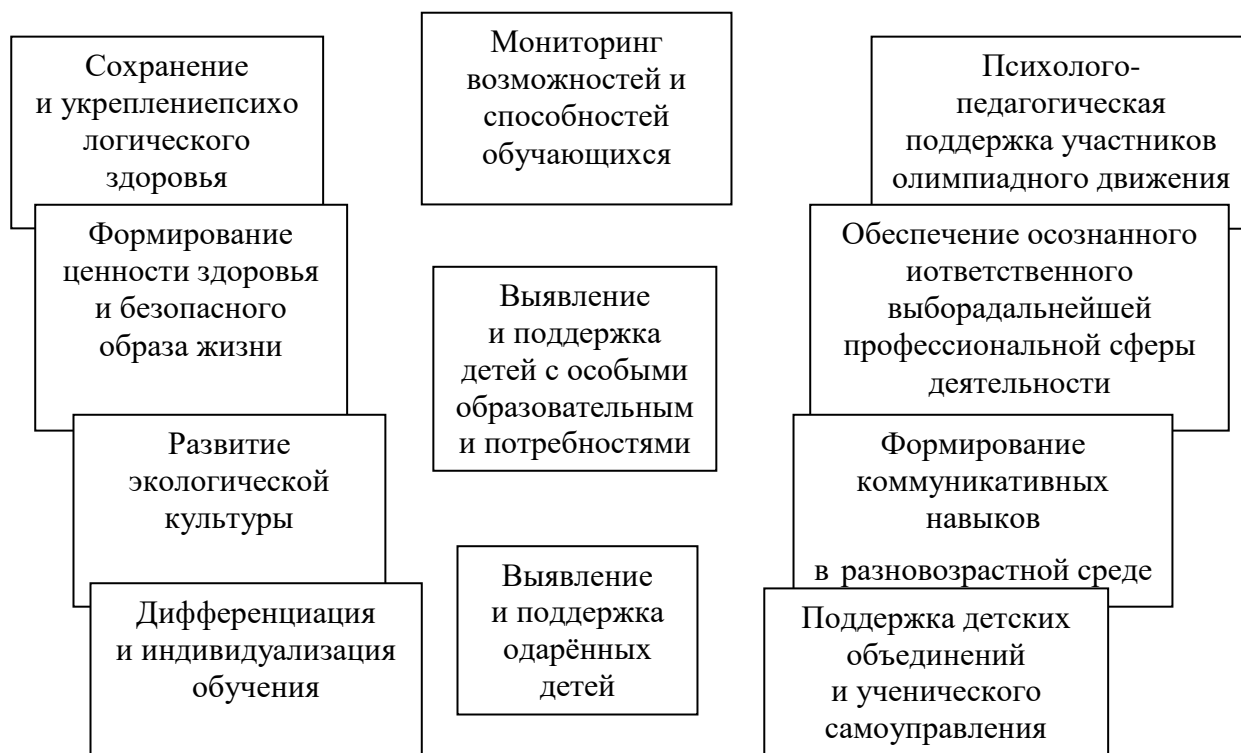 Сохранение
и укреплениепсихо
логического
здоровья
Формирование
ценности здоровья
и безопасного
образа жизни
Развитие
экологической
культуры
Дифференциация
и индивидуализация
обучения
Мониторинг
возможностей и
способностей
обучающихся
Выявление
и поддержка
детей с особыми
образовательным
и потребностями
Выявление
и поддержка
одарённых
детей
Психолого-
педагогическая
поддержка участников
олимпиадного движения
Обеспечение осознанного
иответственного
выборадальнейшей
профессиональной сферы
деятельности
Формирование
коммуникативных
навыков
в разновозрастной среде
Поддержка детских
объединений
и ученического
самоуправления